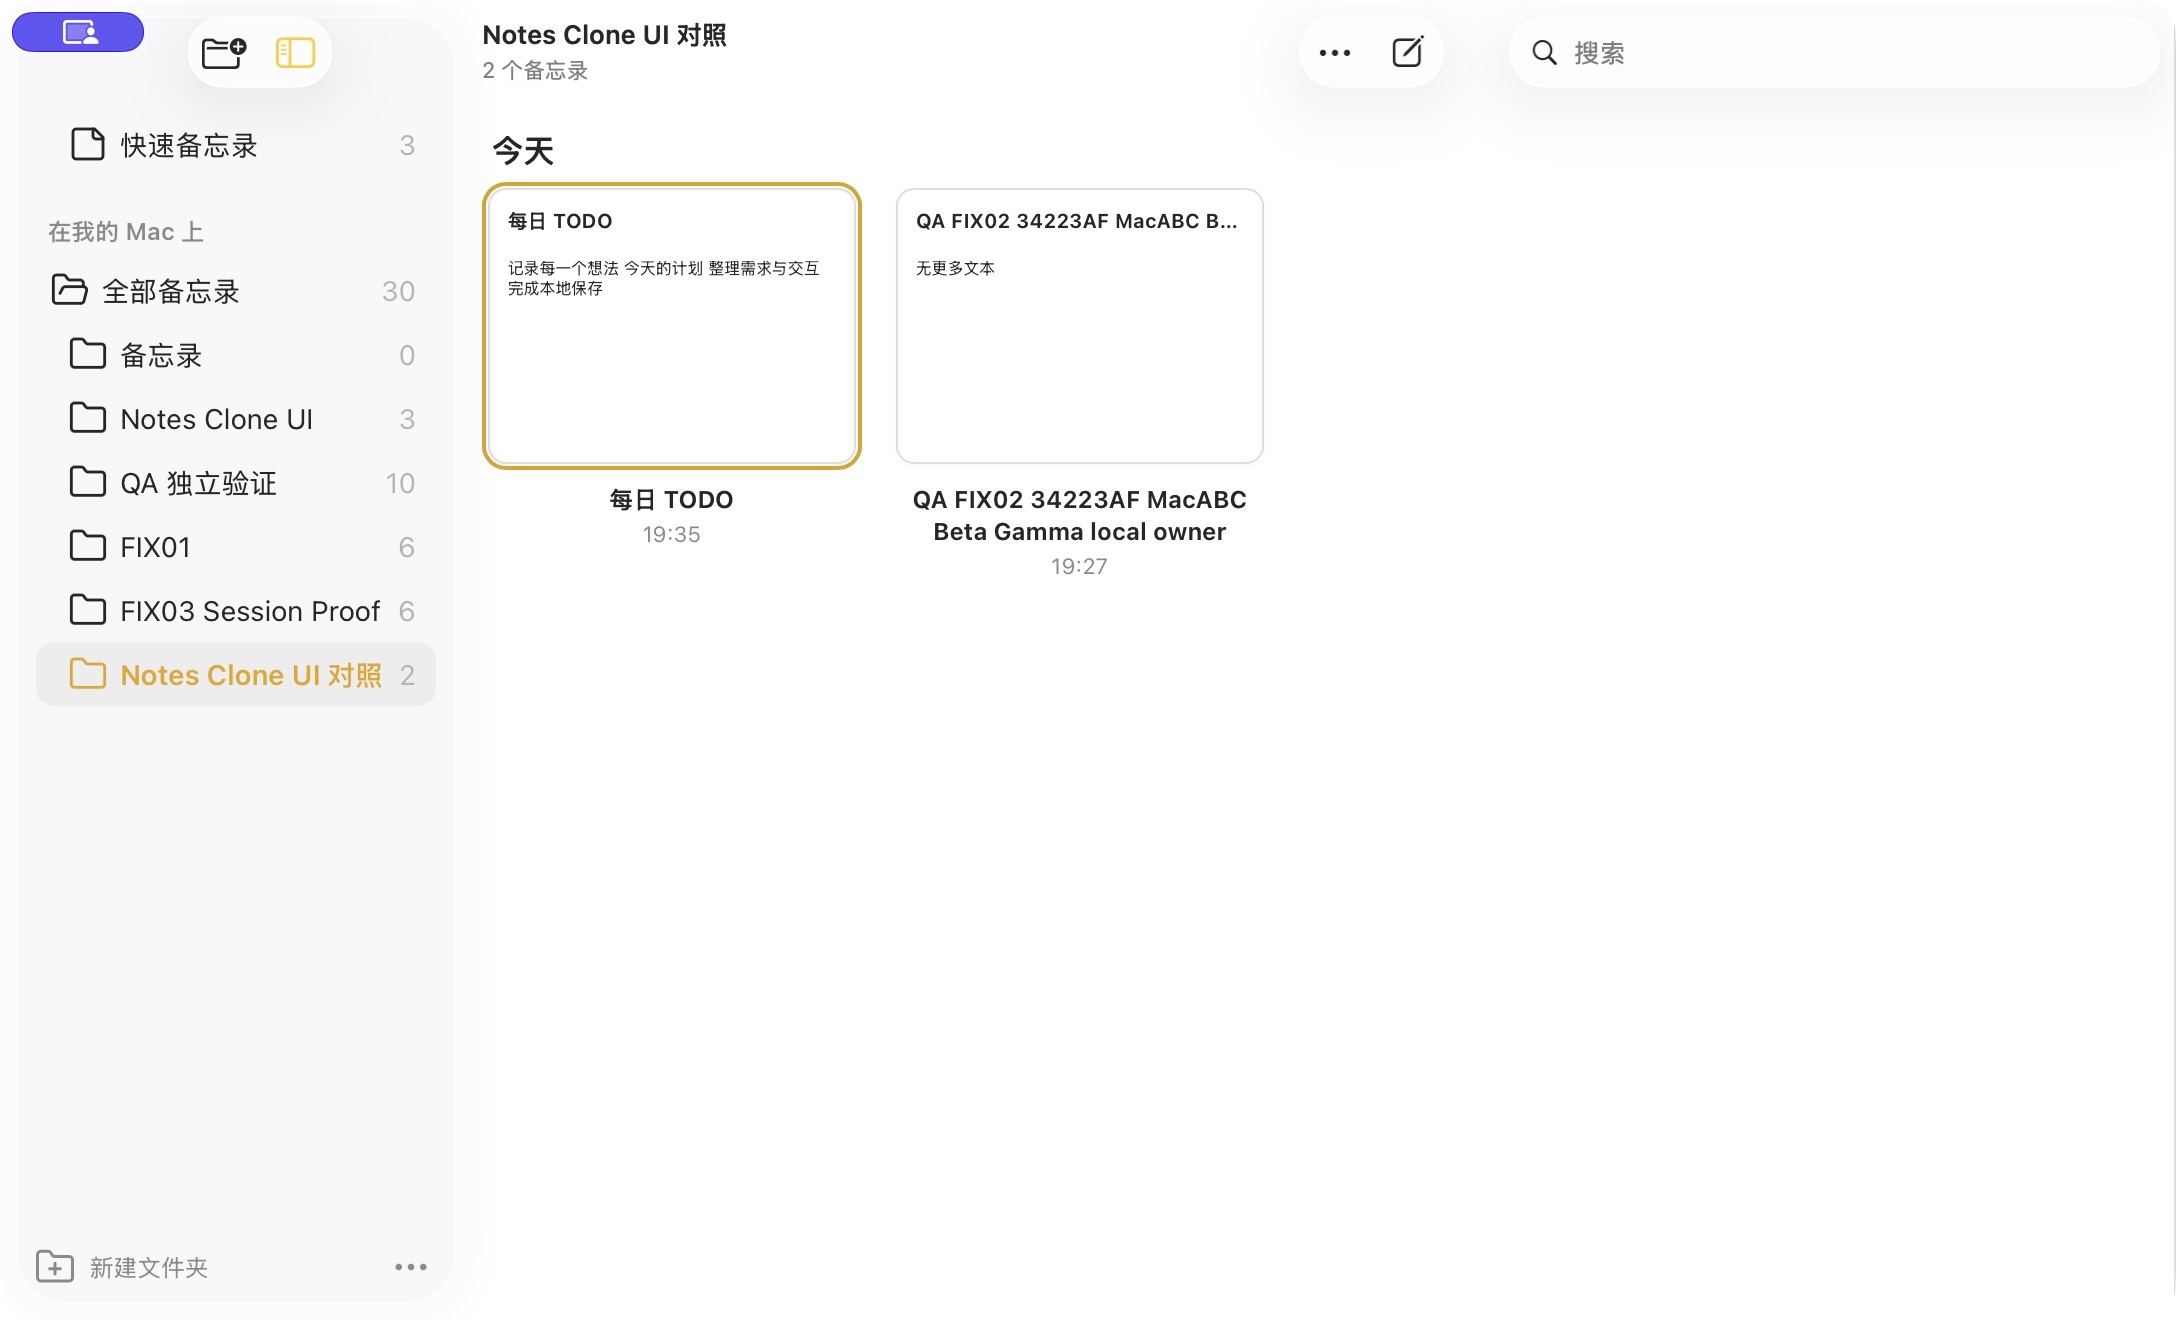 Notes Clone UI 对照
2 个备忘录
搜索
快速备忘录 3
在我的 Mac 上
全部备忘录 30
备忘录 0
Notes Clone UI 3
QA 独立验证 10
FIX01 6
FIX03 Session Proof 6
Notes Clone UI 对照 2
新建文件夹
今天
每日 TODO
记录每一个想法 今天的计划 整理需求与交互
完成本地保存
每日 TODO
19:35
QA FIX02 34223AF MacABC B...
无更多文本
QA FIX02 34223AF MacABC
Beta Gamma local owner
19:27